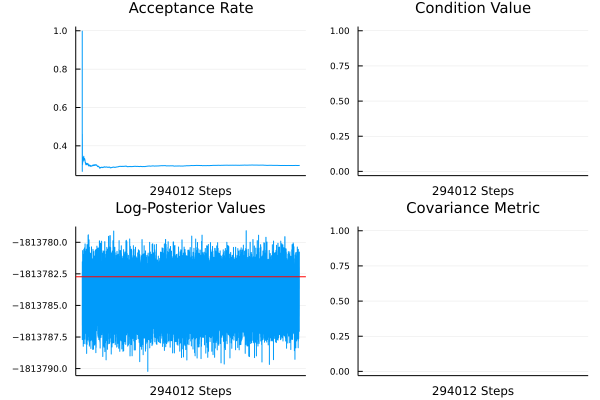 Acceptance Rate
1.0
0.8
0.6
0.4
294012 Steps
Condition Value
1.00
0.75
0.50
0.25
0.00
294012 Steps
Log-Posterior Values
−1813780.0
−1813782.5
−1813785.0
−1813787.5
−1813790.0
294012 Steps
Covariance Metric
1.00
0.75
0.50
0.25
0.00
294012 Steps